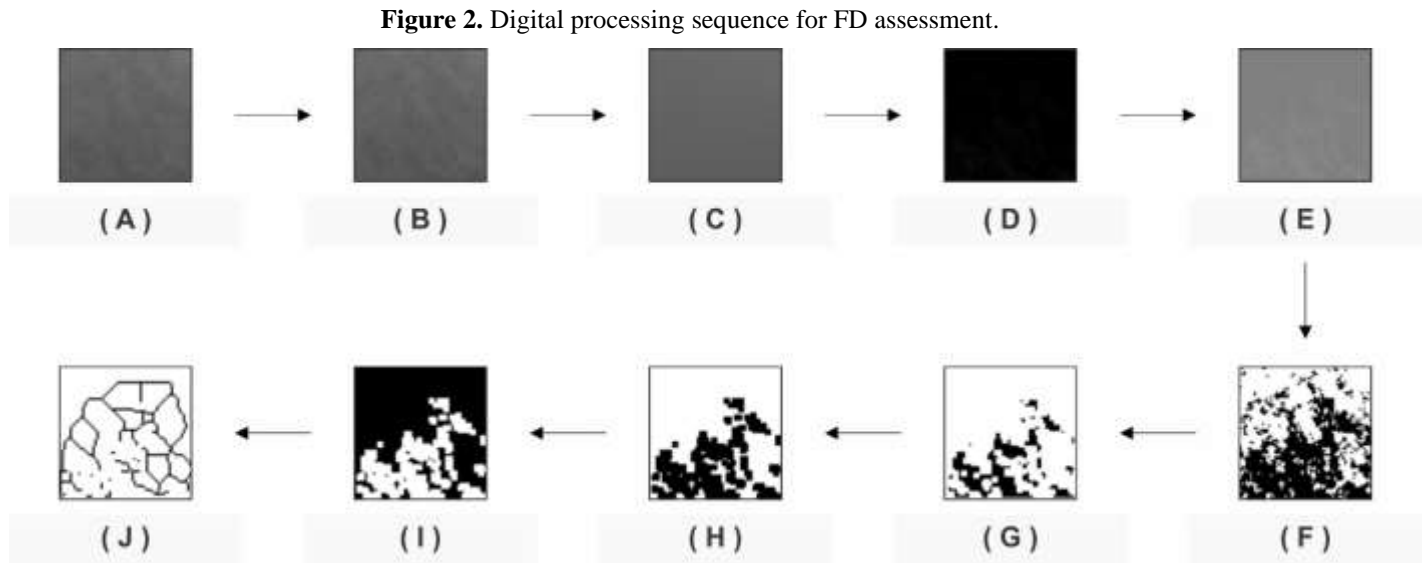 Figure 2. Digital processing sequence for FD assessment.
(A) (B) (C) (D) (E)
(J) (I) (H) (G) (F)